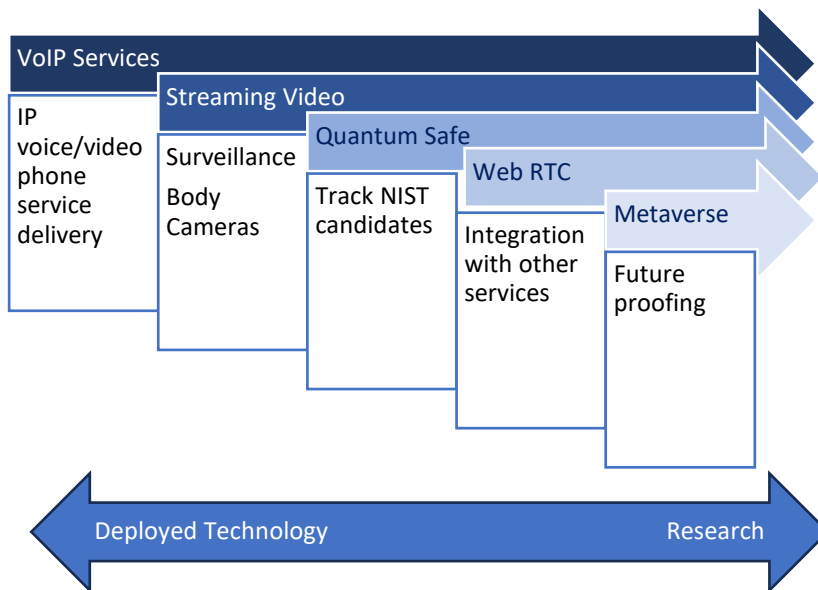 VoIP Services
IP
voice/video
phone
service
delivery
Streaming Video
Surveillance
Body
Cameras
Quantum Safe
Track NIST
candidates
Web RTC
Integration
with other
services
Metaverse
Future
proofing
Deployed Technology
Research